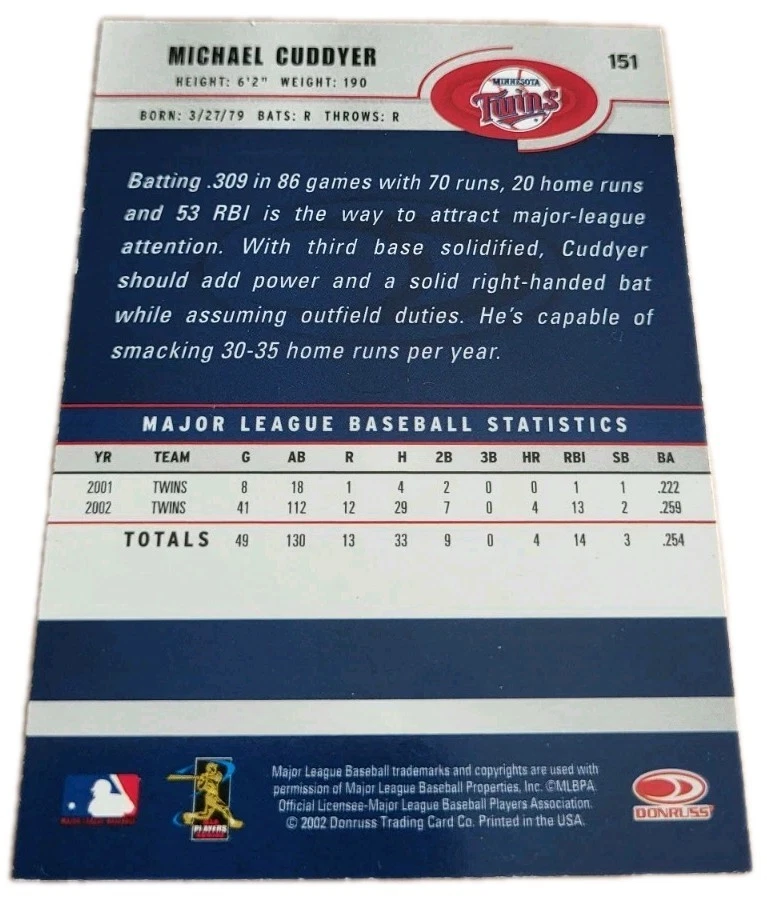 MICHAEL CUDDYER
151
HEIGHT: 6'2" WEIGHT: 190
BORN: 3/27/79 BATS: R THROWS: R
MINNESOTA
Twins
Batting .309 in 86 games with 70 runs, 20 home runs
and 53 RBI is the way to attract major-league
attention. With third base solidified, Cuddyer
should add power and a solid right-handed bat
while assuming outfield duties. He's capable of
smacking 30-35 home runs per year.
MAJOR LEAGUE BASEBALL STATISTICS
YR TEAM G AB R H 2B 3B HR RBI SB BA
2001 TWINS 8 18 1 4 2 0 0 1 1 .222
2002 TWINS 41 112 12 29 7 0 4 13 2 .259
TOTALS 49 130 13 33 9 0 4 14 3 .254
MAJOR LEAGUE BASEBALL
PLAYERS
Major League Baseball trademarks and copyrights are used with
permission of Major League Baseball Properties, Inc. ©MLBPA
Official Licensee-Major League Baseball Players Association.
© 2002 Donruss Trading Card Co. Printed in the USA.
DONRUSS